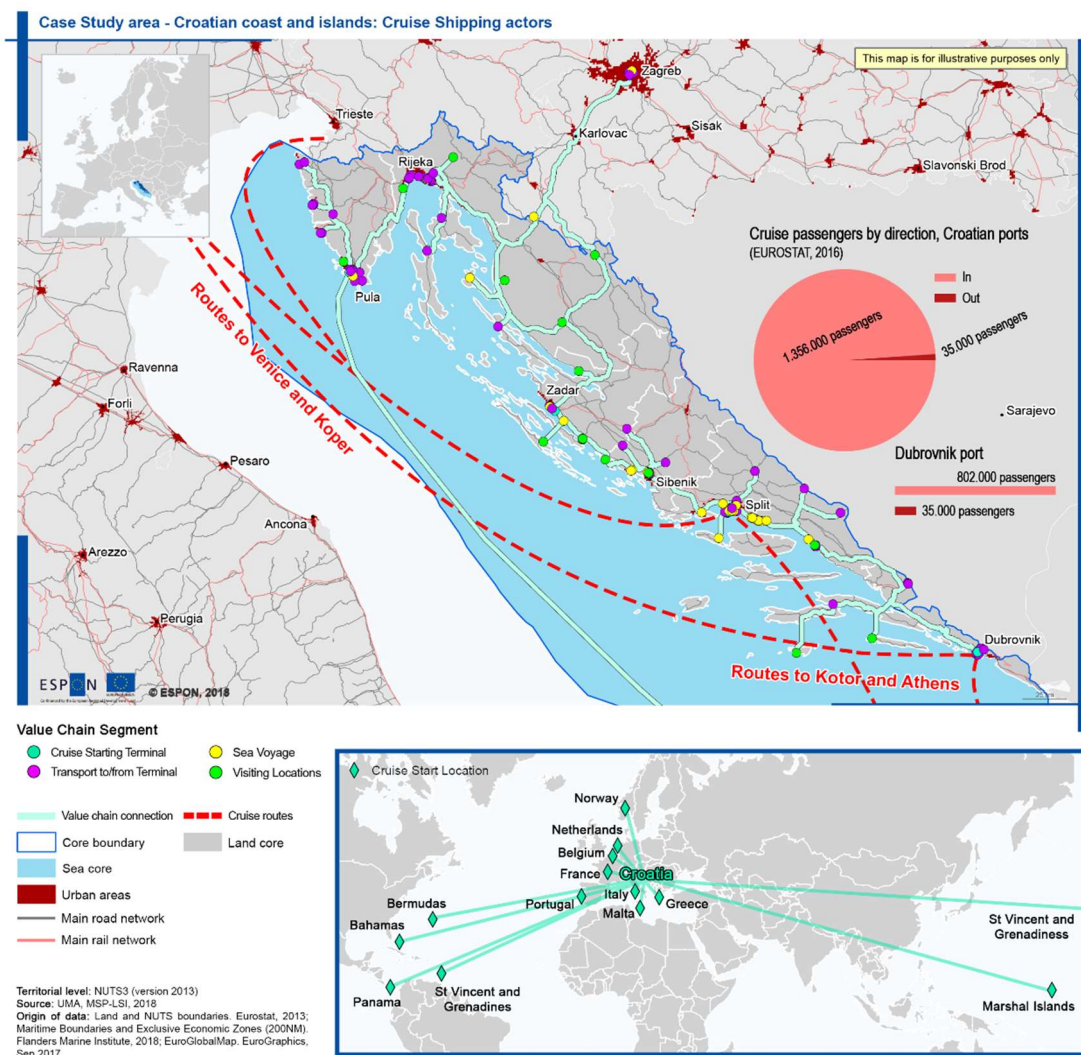 Case Study area - Croatian coast and islands: Cruise Shipping actors
This map is for illustrative purposes only
Zagreb
Trieste
Karlovac
Sisak
Rijeka
Slavonski Brod
Cruise passengers by direction, Croatian ports
(EUROSTAT, 2016)
In
Out
1.356.000 passengers
35.000 passengers
Pula
Routes to Venice and Koper
Ravenna
Forli
Zadar
Sarajevo
Pesaro
Dubrovnik port
802.000 passengers
Sibenik
35.000 passengers
Split
Ancona
Arezzo
Perugia
Dubrovnik
Routes to Kotor and Athens
ESPON
© ESPON, 2018
Value Chain Segment
Cruise Starting Terminal
Sea Voyage
Transport to/from Terminal
Visiting Locations
Value chain connection
Cruise routes
Core boundary
Land core
Sea core
Urban areas
Main road network
Main rail network
Cruise Start Location
Norway
Netherlands
Belgium
France
Croatia
Italy
Portugal
Malta
Greece
Bermudas
Bahamas
Panama
St Vincent and
Grenadines
St Vincent and
Grenadiness
Marshal Islands
Territorial level: NUTS3 (version 2013)
Source: UMA, MSP-LSI, 2018
Origin of data: Land and NUTS boundaries. Eurostat, 2013;
Maritime Boundaries and Exclusive Economic Zones (200NM).
Flanders Marine Institute, 2018; EuroGlobalMap. EuroGraphics,
Sep 2017